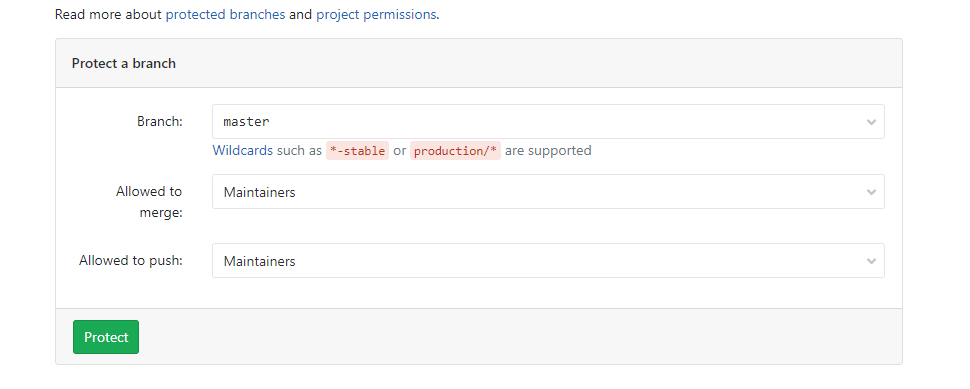 Read more about protected branches and project permissions.
Protect a branch
Branch:
master
Wildcards such as *-stable or production/* are supported
Allowed to
merge:
Maintainers
Allowed to push:
Maintainers
Protect